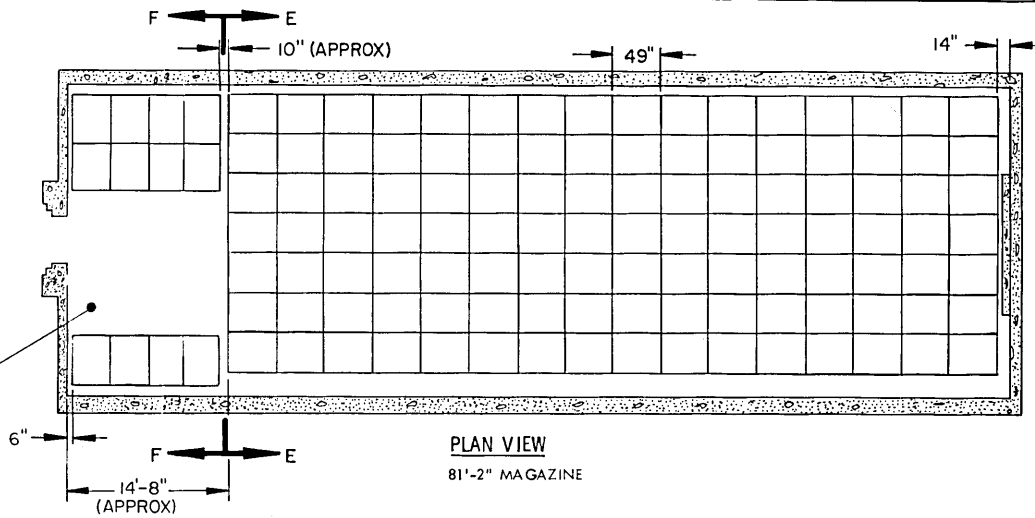 F E
10" (APPROX)
49"
14"
6"
F E
14'-8"
(APPROX)
PLAN VIEW
81'-2" MAGAZINE